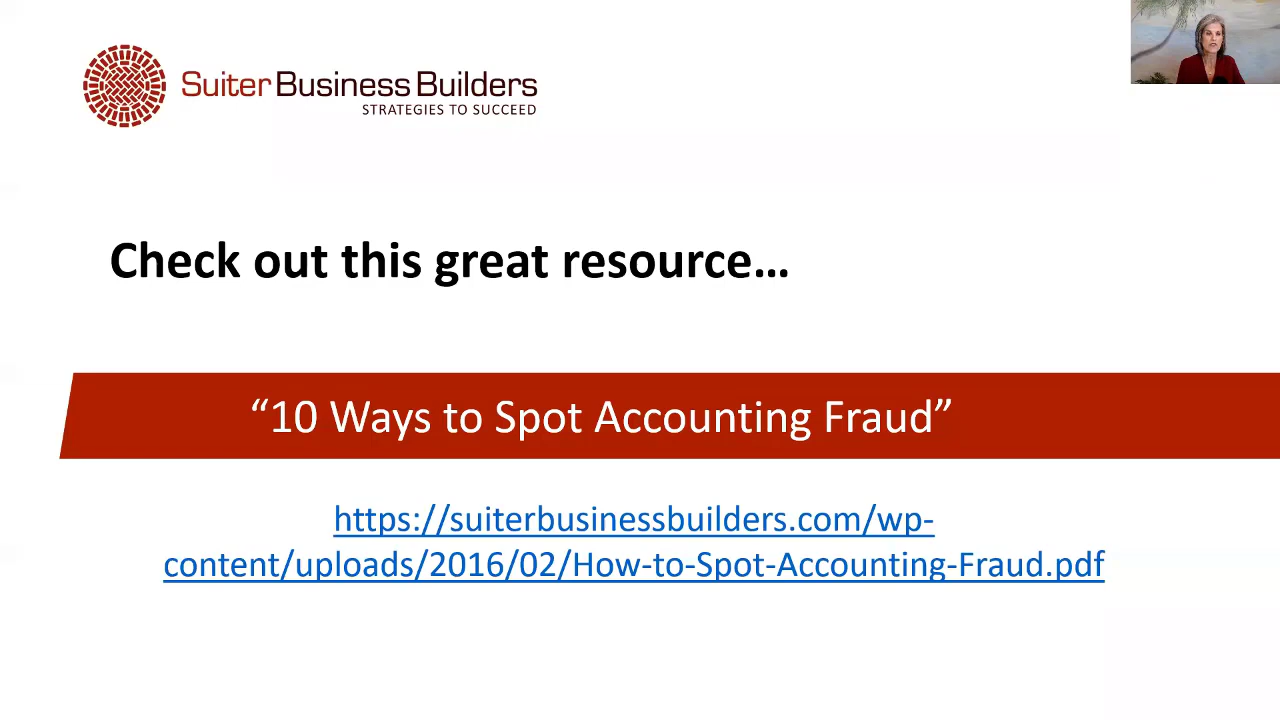 Suiter Business Builders
STRATEGIES TO SUCCEED
Check out this great resource...
“10 Ways to Spot Accounting Fraud”
https://suiterbusinessbuilders.com/wp-
content/uploads/2016/02/How-to-Spot-Accounting-Fraud.pdf